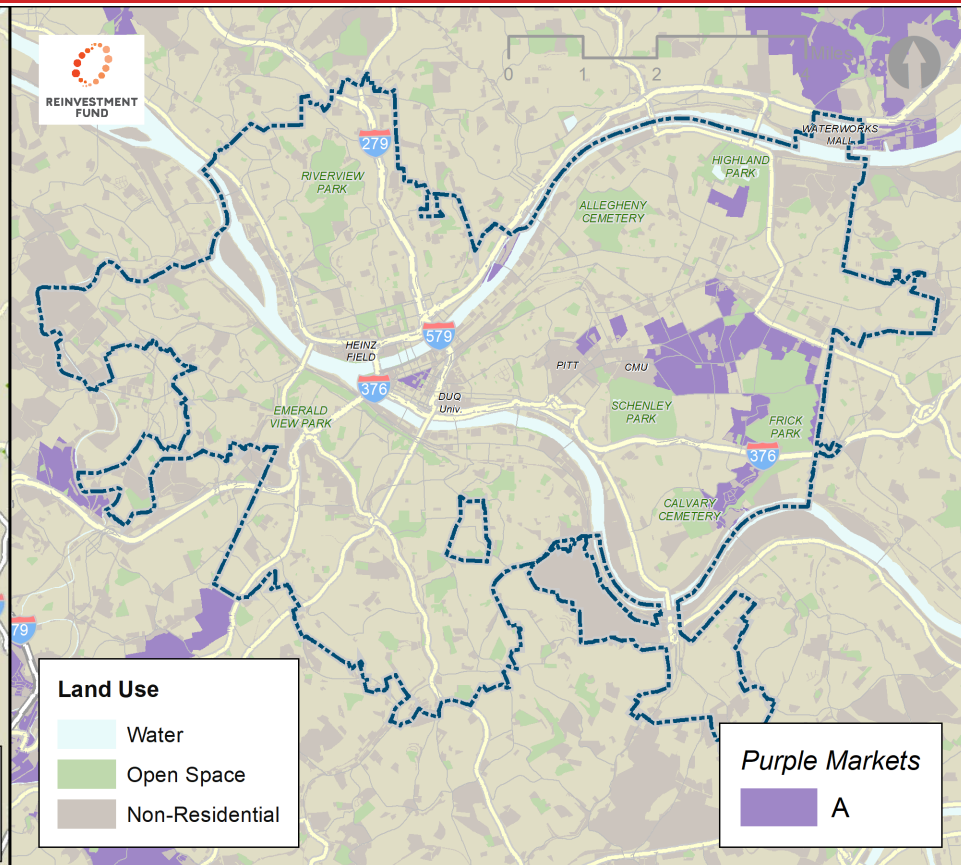 REINVESTMENT
FUND
0
1
2
Miles
279
RIVERVIEW
PARK
WATERWORKS
MALL
HIGHLAND
PARK
ALLEGHENY
CEMETERY
579
HEINZ
FIELD
376
PITT
CMU
DUQ
Univ.
EMERALD
VIEW PARK
SCHENLEY
PARK
FRICK
PARK
376
CALVARY
CEMETERY
79
Land Use
Water
Open Space
Non-Residential
Purple Markets
A